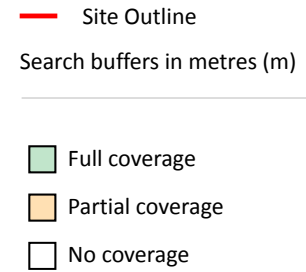 Site Outline
Search buffers in metres (m)
Full coverage
Partial coverage
No coverage